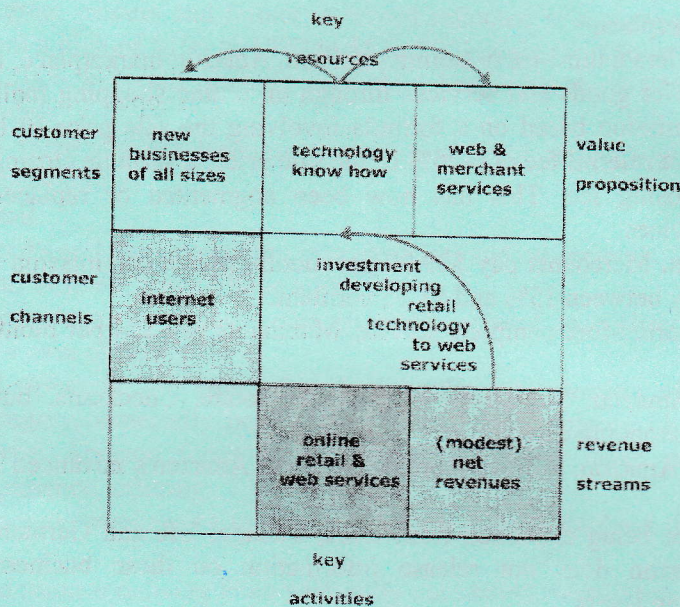 key
resources
customer
segments
new
businesses
of all sizes
technology
know how
web &
merchant
services
value
proposition
customer
channels
internet
users
investment
developing
retail
technology
to web
services
online
retail &
web services
(modest)
net
revenues
revenue
streams
key
activities